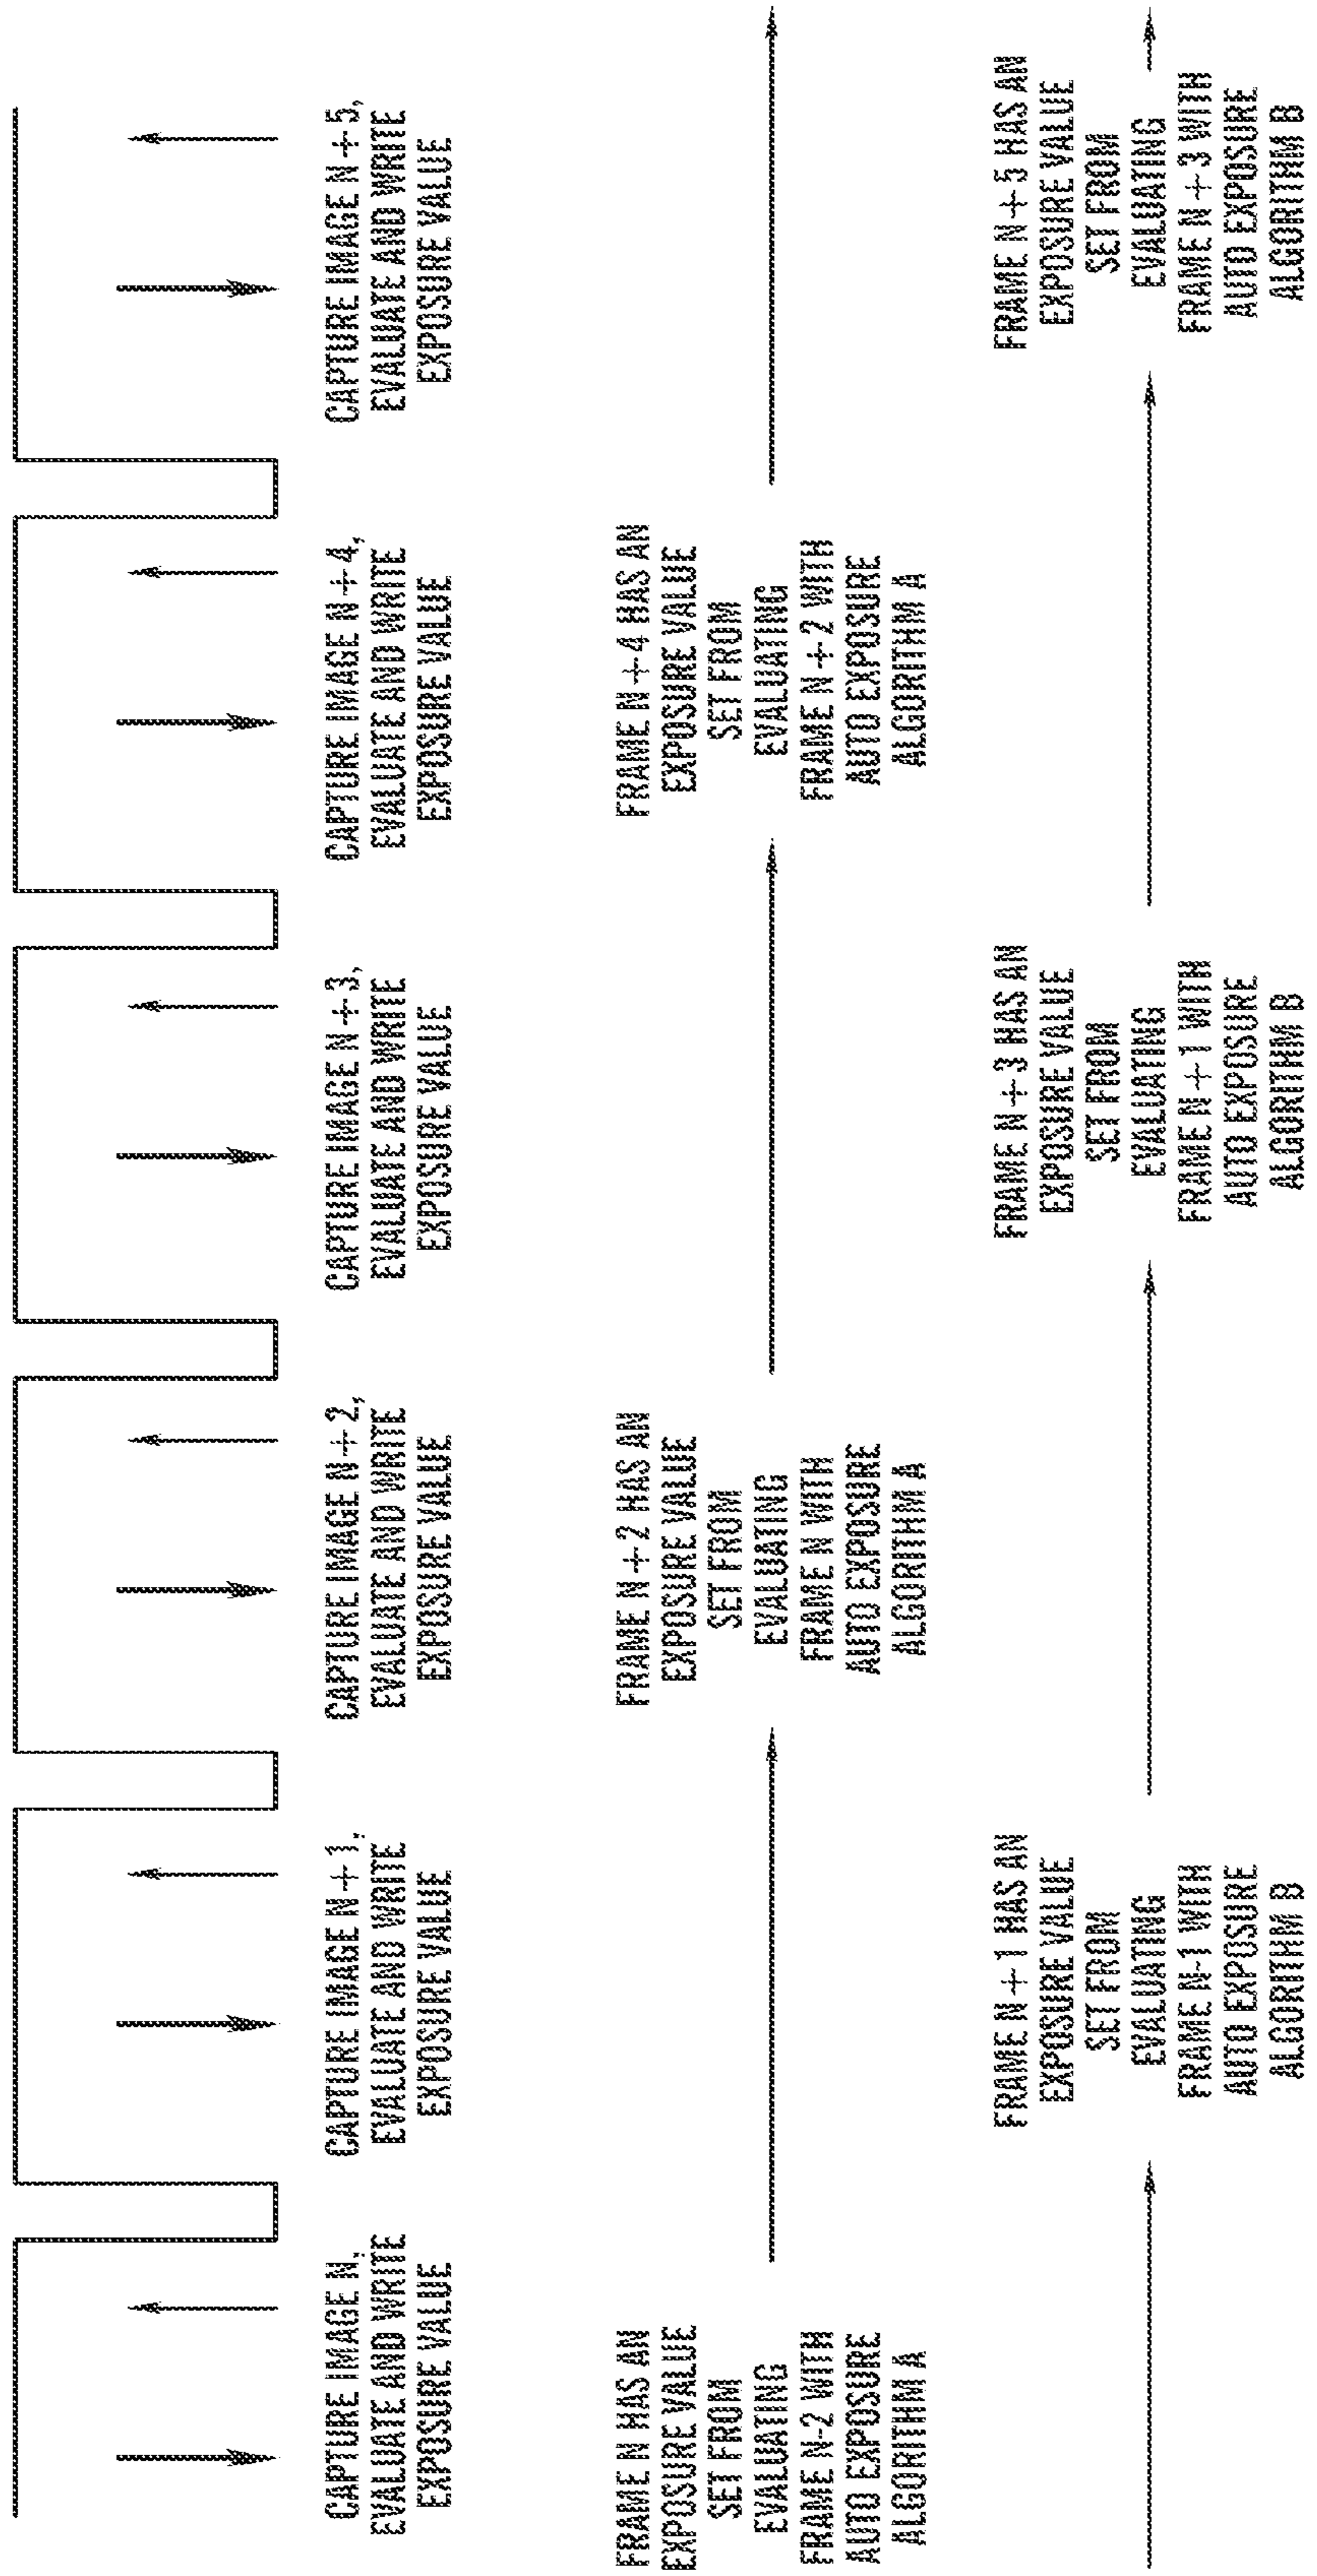 CAPTURE IMAGE N,
EVALUATE AND WRITE
EXPOSURE VALUE
CAPTURE IMAGE N + 1,
EVALUATE AND WRITE
EXPOSURE VALUE
CAPTURE IMAGE N + 2,
EVALUATE AND WRITE
EXPOSURE VALUE
CAPTURE IMAGE N + 3,
EVALUATE AND WRITE
EXPOSURE VALUE
CAPTURE IMAGE N + 4,
EVALUATE AND WRITE
EXPOSURE VALUE
CAPTURE IMAGE N + 5,
EVALUATE AND WRITE
EXPOSURE VALUE
FRAME N HAS AN
EXPOSURE VALUE
SET FROM
EVALUATING
FRAME N-2 WITH
AUTO EXPOSURE
ALGORITHM A
FRAME N + 2 HAS AN
EXPOSURE VALUE
SET FROM
EVALUATING
FRAME N WITH
AUTO EXPOSURE
ALGORITHM A
FRAME N + 4 HAS AN
EXPOSURE VALUE
SET FROM
EVALUATING
FRAME N + 2 WITH
AUTO EXPOSURE
ALGORITHM A
FRAME N + 1 HAS AN
EXPOSURE VALUE
SET FROM
EVALUATING
FRAME N-1 WITH
AUTO EXPOSURE
ALGORITHM B
FRAME N + 3 HAS AN
EXPOSURE VALUE
SET FROM
EVALUATING
FRAME N + 1 WITH
AUTO EXPOSURE
ALGORITHM B
FRAME N + 5 HAS AN
EXPOSURE VALUE
SET FROM
EVALUATING
FRAME N + 3 WITH
AUTO EXPOSURE
ALGORITHM B